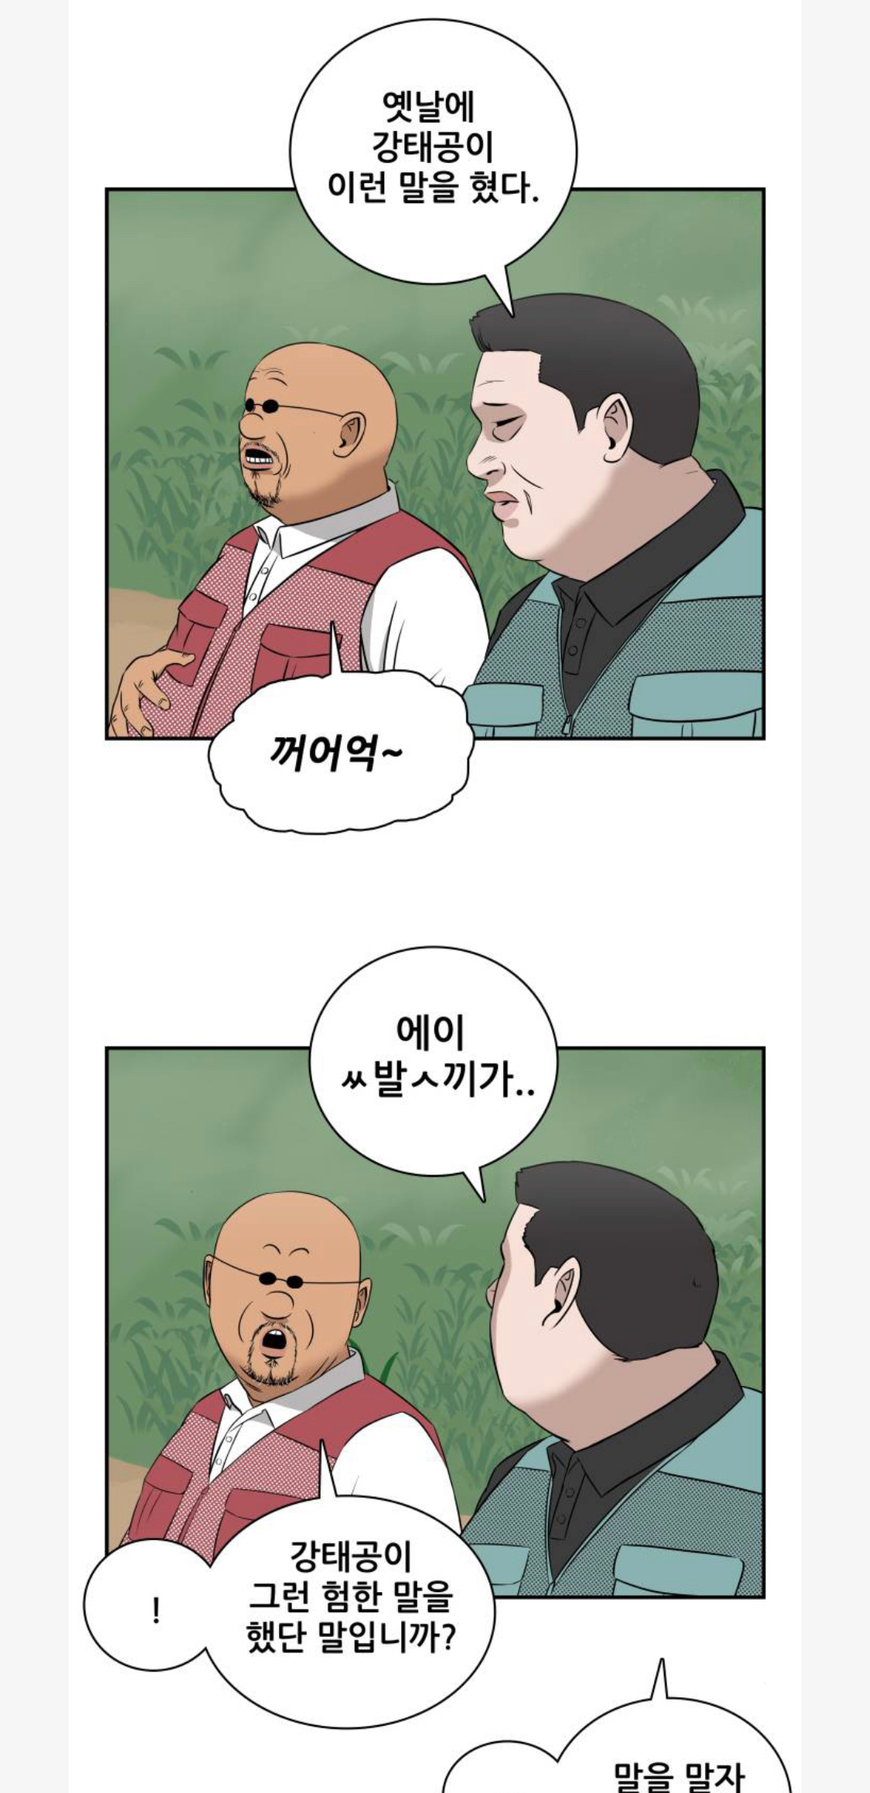 옛날에
강태공이
이런 말을 혔다.
꺼어억~
에이
ㅆ발ㅅ끼가..
!
강태공이
그런 험한 말을
했단 말입니까?
말을 말자